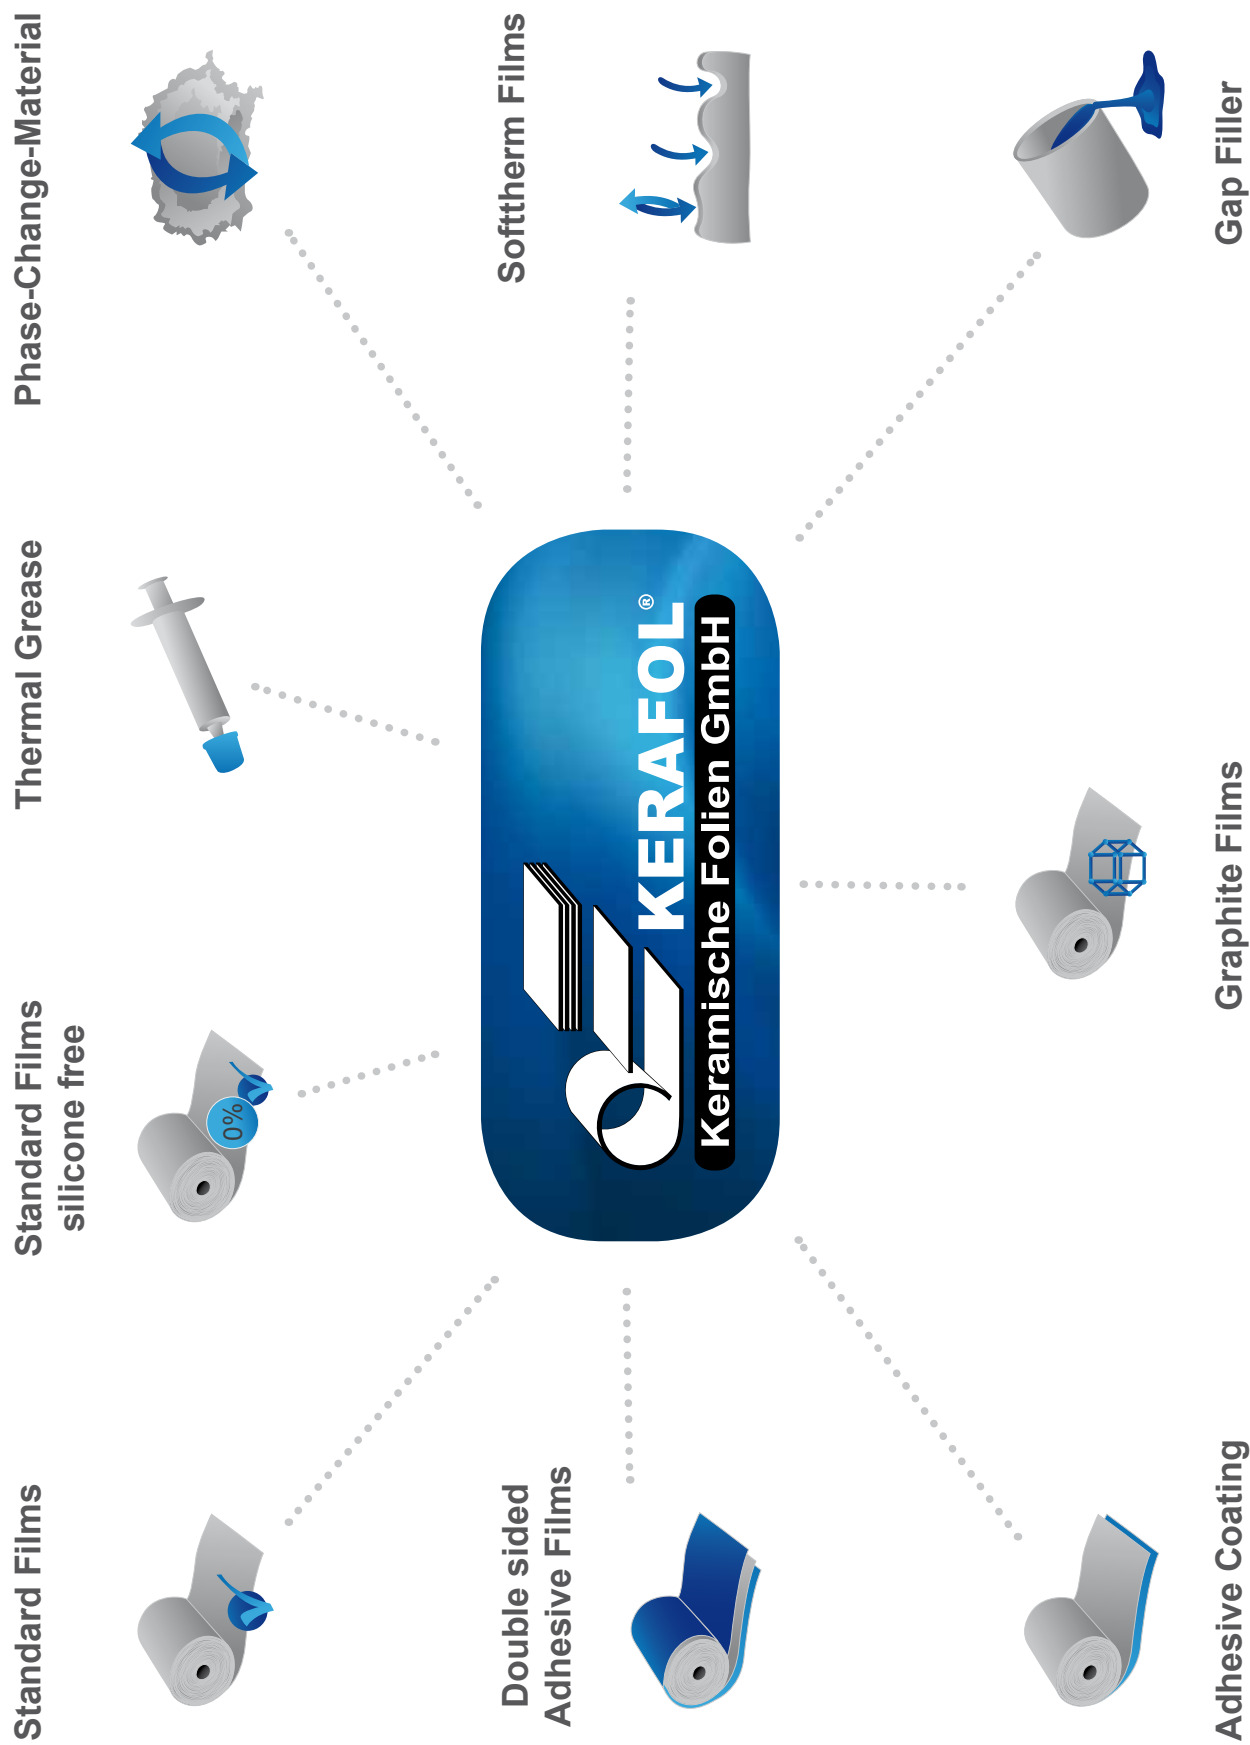 Standard Films
Standard Films
silicone free
0%
Thermal Grease
Phase-Change-Material
Double sided
Adhesive Films
KERAFOL®
Keramische Folien GmbH
Softtherm Films
Adhesive Coating
Graphite Films
Gap Filler